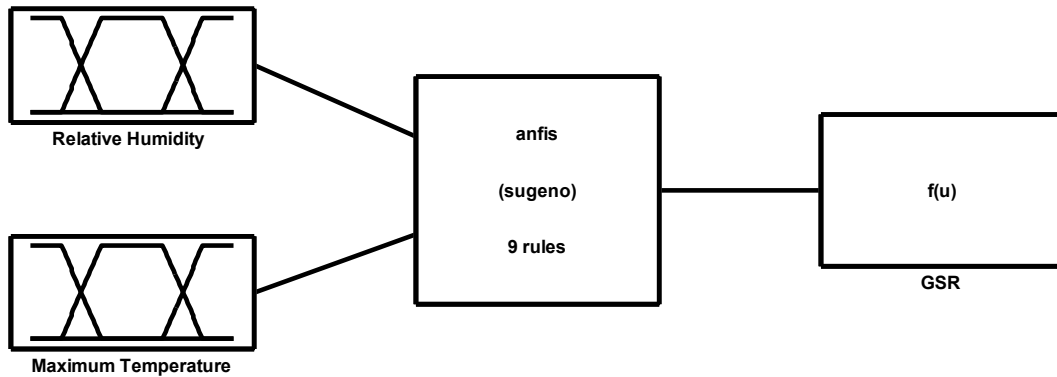 Relative Humidity
Maximum Temperature
anfis
(sugeno)
9 rules
f(u)
GSR